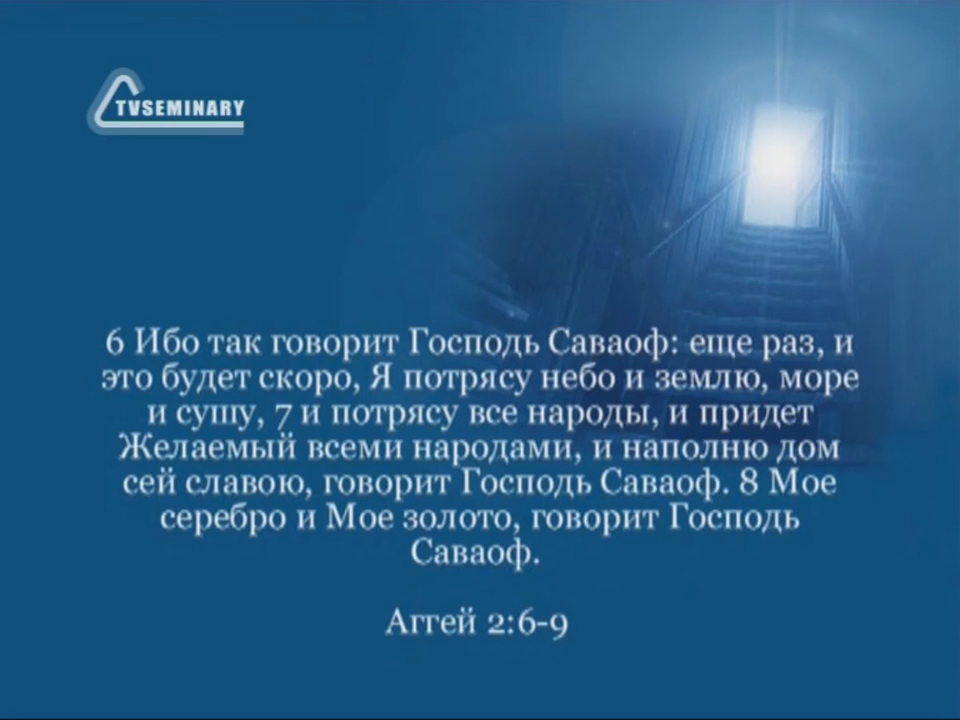 TVSEMINARY
6 Ибо так говорит Господь Саваоф: еще раз, и
это будет скоро, Я потрясу небо и землю, море
и сушу, 7 и потрясу все народы, и придет
Желаемый всеми народами, и наполню дом
сей славою, говорит Господь Саваоф. 8 Мое
серебро и Мое золото, говорит Господь
Саваоф.
Аггей 2:6-9